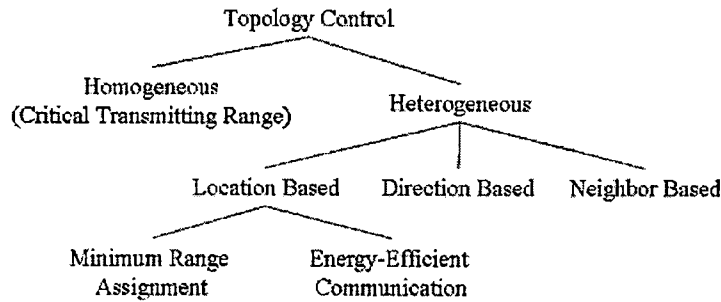 Topology Control
Homogeneous
(Critical Transmitting Range)
Heterogeneous
Location Based
Direction Based
Neighbor Based
Minimum Range
Assignment
Energy-Efficient
Communication